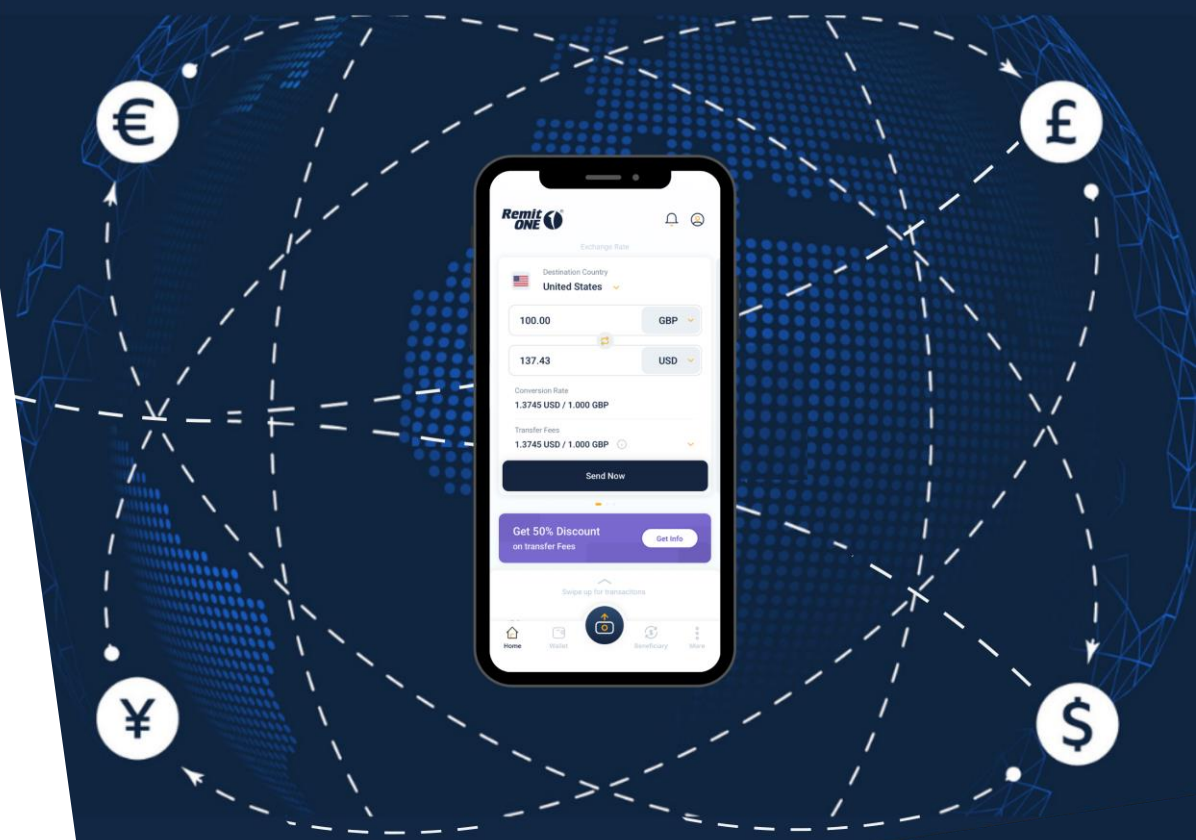 €
£
Remit
ONE
Exchange Rate
Destination Country
United States
100.00 GBP
137.43 USD
Conversion Rate
1.3745 USD / 1.000 GBP
Transfer Fees
1.3745 USD / 1.000 GBP
Send Now
Get 50% Discount
on transfer Fees
Get Info
Swipe up for transactions
Home Wallet Beneficiary More
¥
$